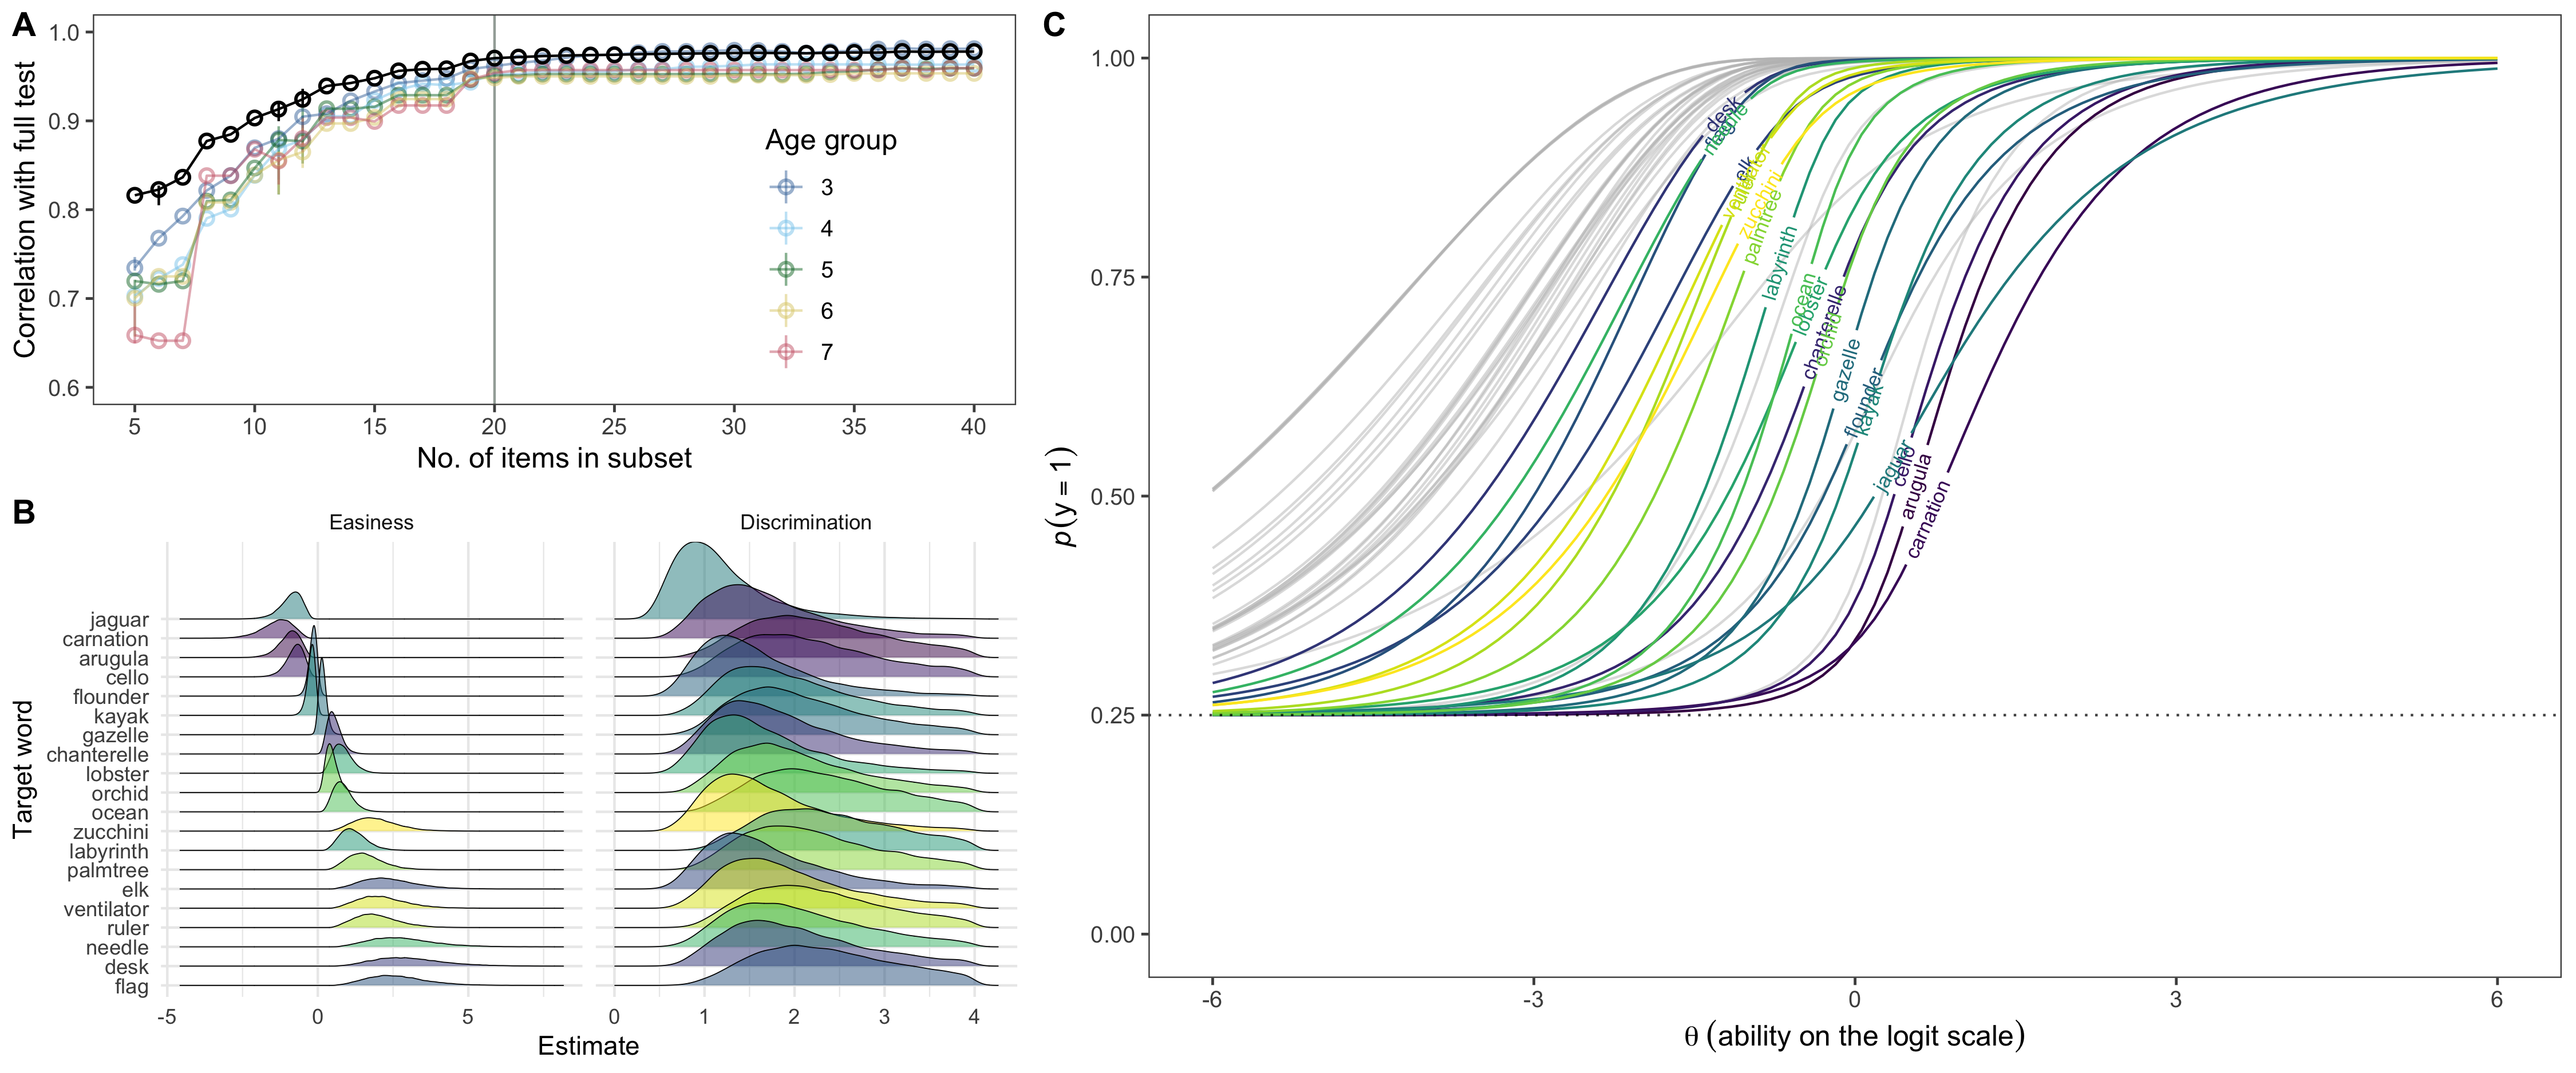 A
Correlation with full test
1.0
0.9
0.8
0.7
0.6
5 10 15 20 25 30 35 40
No. of items in subset
Age group
3
4
5
6
7
B
Easiness Discrimination
Target word
jaguar
carnation
arugula
cello
flounder
kayak
gazelle
chanterelle
lobster
orchid
ocean
zucchini
labyrinth
palmtree
elk
ventilator
ruler
needle
desk
flag
-5 0 5 0 1 2 3 4
Estimate
C
p(y = 1)
1.00
0.75
0.50
0.25
0.00
desk
flag
needle
elk
ventilator
ruler
zucchini
palmtree
labyrinth
ocean
lobster
chanterelle
orchid
gazelle
flounder
kayak
jaguar
cello
arugula
carnation
-6 -3 0 3 6
θ (ability on the logit scale)